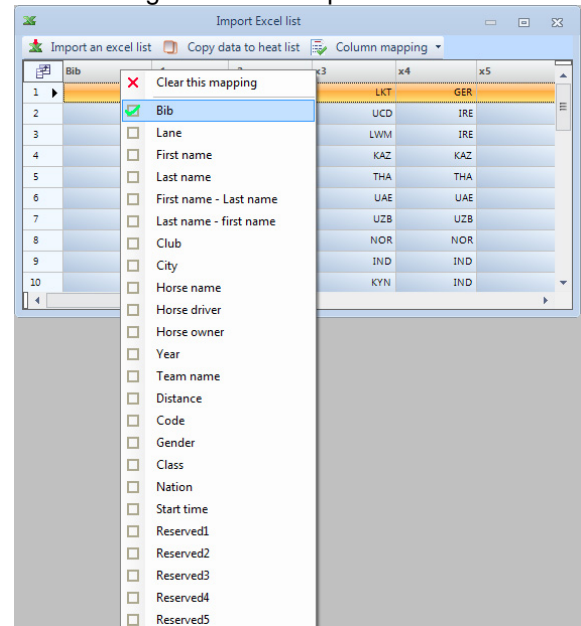 Import Excel list
Import an excel list Copy data to heat list Column mapping
Bib x3 x4 x5
1 LKT GER
2 UCD IRE
3 LWM IRE
4 KAZ KAZ
5 THA THA
6 UAE UAE
7 UZB UZB
8 NOR NOR
9 IND IND
10 KYN IND
Clear this mapping
Bib
Lane
First name
Last name
First name - Last name
Last name - first name
Club
City
Horse name
Horse driver
Horse owner
Year
Team name
Distance
Code
Gender
Class
Nation
Start time
Reserved1
Reserved2
Reserved3
Reserved4
Reserved5